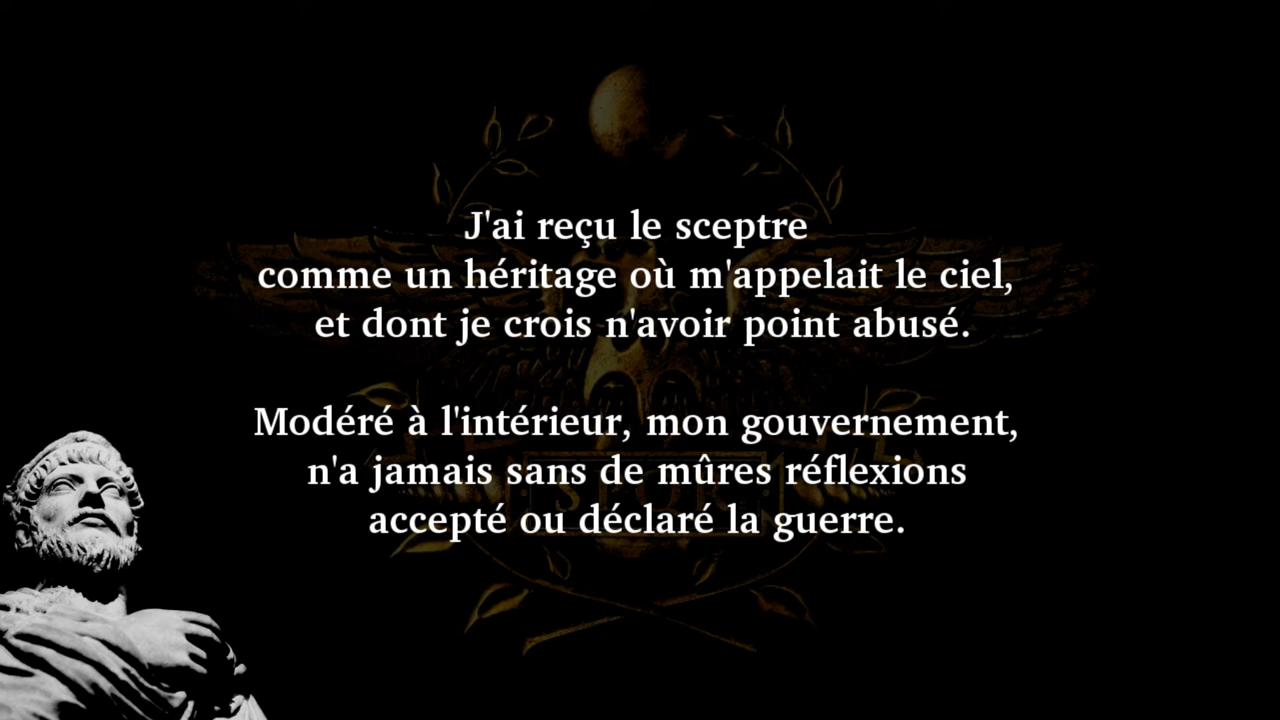 J'ai reçu le sceptre
comme un héritage où m'appelait le ciel,
et dont je crois n'avoir point abusé.
Modéré à l'intérieur, mon gouvernement,
n'a jamais sans de mûres réflexions
accepté ou déclaré la guerre.
SPQR